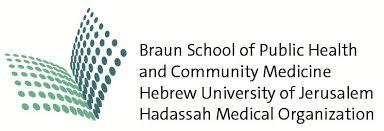 Braun School of Public Health
and Community Medicine
Hebrew University of Jerusalem
Hadassah Medical Organization